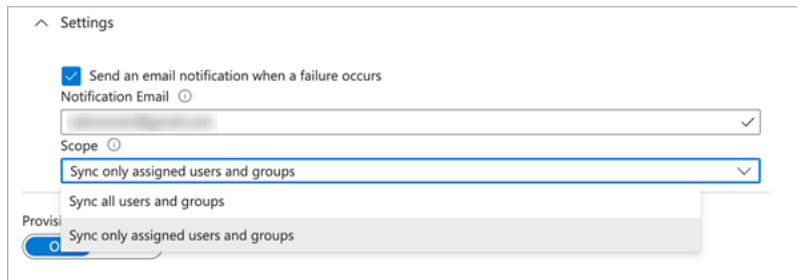 Settings
Send an email notification when a failure occurs
Notification Email
Scope
Sync only assigned users and groups
Sync all users and groups
Sync only assigned users and groups